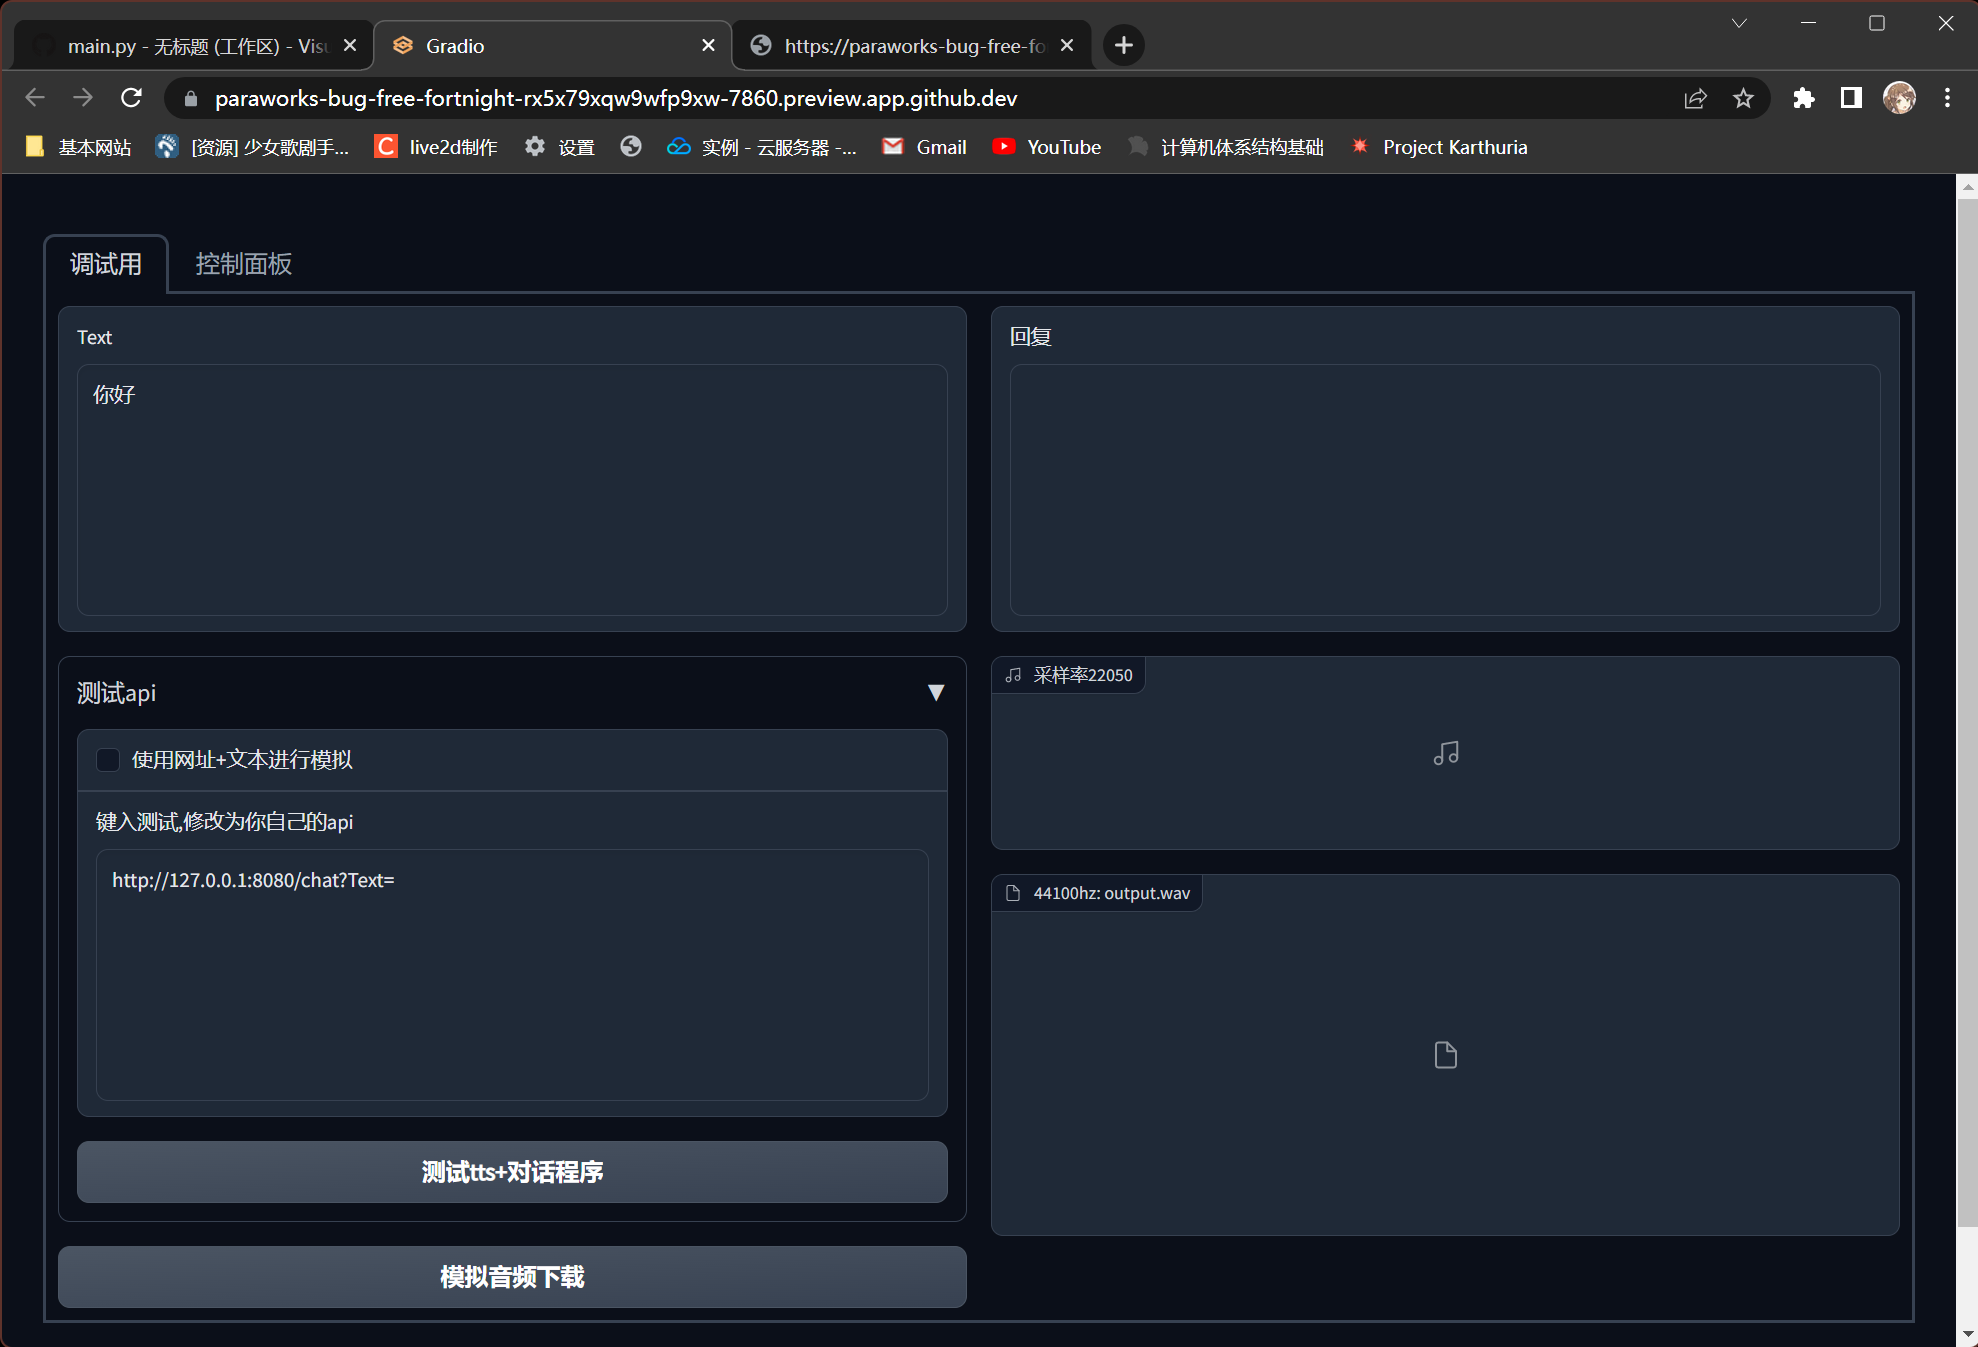 main.py - 无标题 (工作区) - Visu
Gradio
https://paraworks-bug-free-fo
paraworks-bug-free-fortnight-rx5x79xqw9wfp9xw-7860.preview.app.github.dev
基本网站
[资源] 少女歌剧手...
C live2d制作
设置
实例 - 云服务器 -...
Gmail
YouTube
计算机体系结构基础
Project Karthuria
调试用
控制面板
Text
你好
回复
测试api
▼
使用网址+文本进行模拟
键入测试,修改为你自己的api
http://127.0.0.1:8080/chat?Text=
测试tts+对话程序
模拟音频下载
采样率22050
44100hz: output.wav